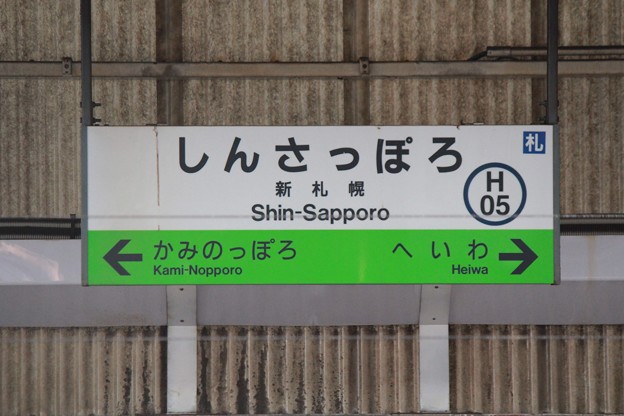 しんさっぽろ
札
新札幌
Shin-Sapporo
H
05
かみのっぽろ
へいわ
Kami-Nopporo
Heiwa